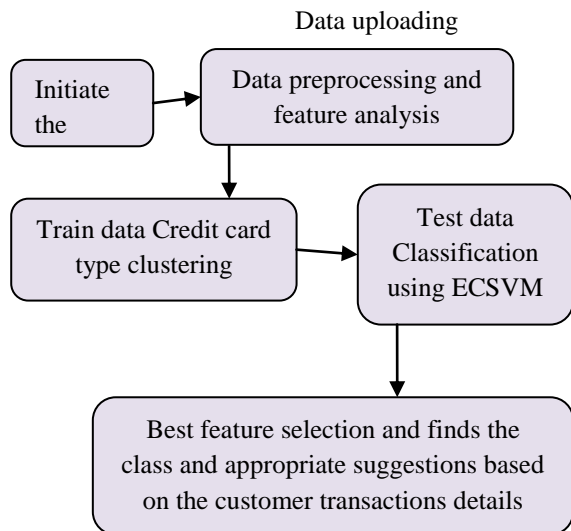 Data uploading
Initiate
the
Data preprocessing and
feature analysis
Train data Credit card
type clustering
Test data
Classification
using ECSVM
Best feature selection and finds the
class and appropriate suggestions based
on the customer transactions details